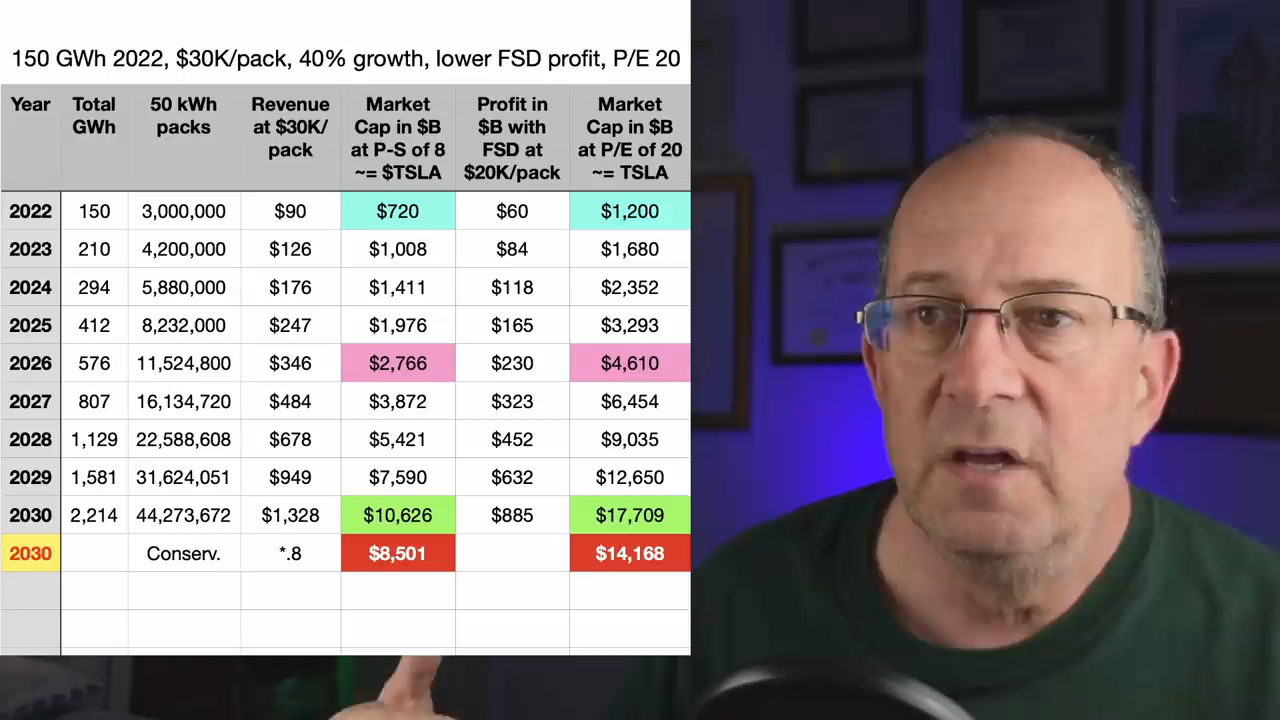 150 GWh 2022, $30K/pack, 40% growth, lower FSD profit, P/E 20
Year Total GWh 50 kWh packs Revenue at $30K/ pack Market Cap in $B at P-S of 8 ~= $TSLA Profit in $B with FSD at $20K/pack Market Cap in $B at P/E of 20 ~= TSLA
2022 150 3,000,000 $90 $720 $60 $1,200
2023 210 4,200,000 $126 $1,008 $84 $1,680
2024 294 5,880,000 $176 $1,411 $118 $2,352
2025 412 8,232,000 $247 $1,976 $165 $3,293
2026 576 11,524,800 $346 $2,766 $230 $4,610
2027 807 16,134,720 $484 $3,872 $323 $6,454
2028 1,129 22,588,608 $678 $5,421 $452 $9,035
2029 1,581 31,624,051 $949 $7,590 $632 $12,650
2030 2,214 44,273,672 $1,328 $10,626 $885 $17,709
2030 Conserv. *.8 $8,501 $14,168